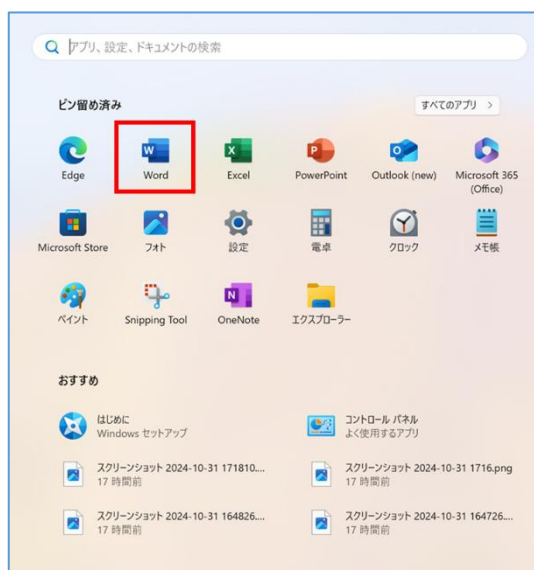 アプリ、設定、ドキュメントの検索
ピン留め済み
すべてのアプリ >
Edge
Word
Excel
PowerPoint
Outlook (new)
Microsoft 365
(Office)
Microsoft Store
フォト
設定
電卓
クロック
メモ帳
ペイント
Snipping Tool
OneNote
エクスプローラー
おすすめ
はじめに
Windows セットアップ
コントロール パネル
よく使用するアプリ
スクリーンショット 2024-10-31 171810....
17 時間前
スクリーンショット 2024-10-31 1716.png
17 時間前
スクリーンショット 2024-10-31 164826....
17 時間前
スクリーンショット 2024-10-31 164726....
17 時間前